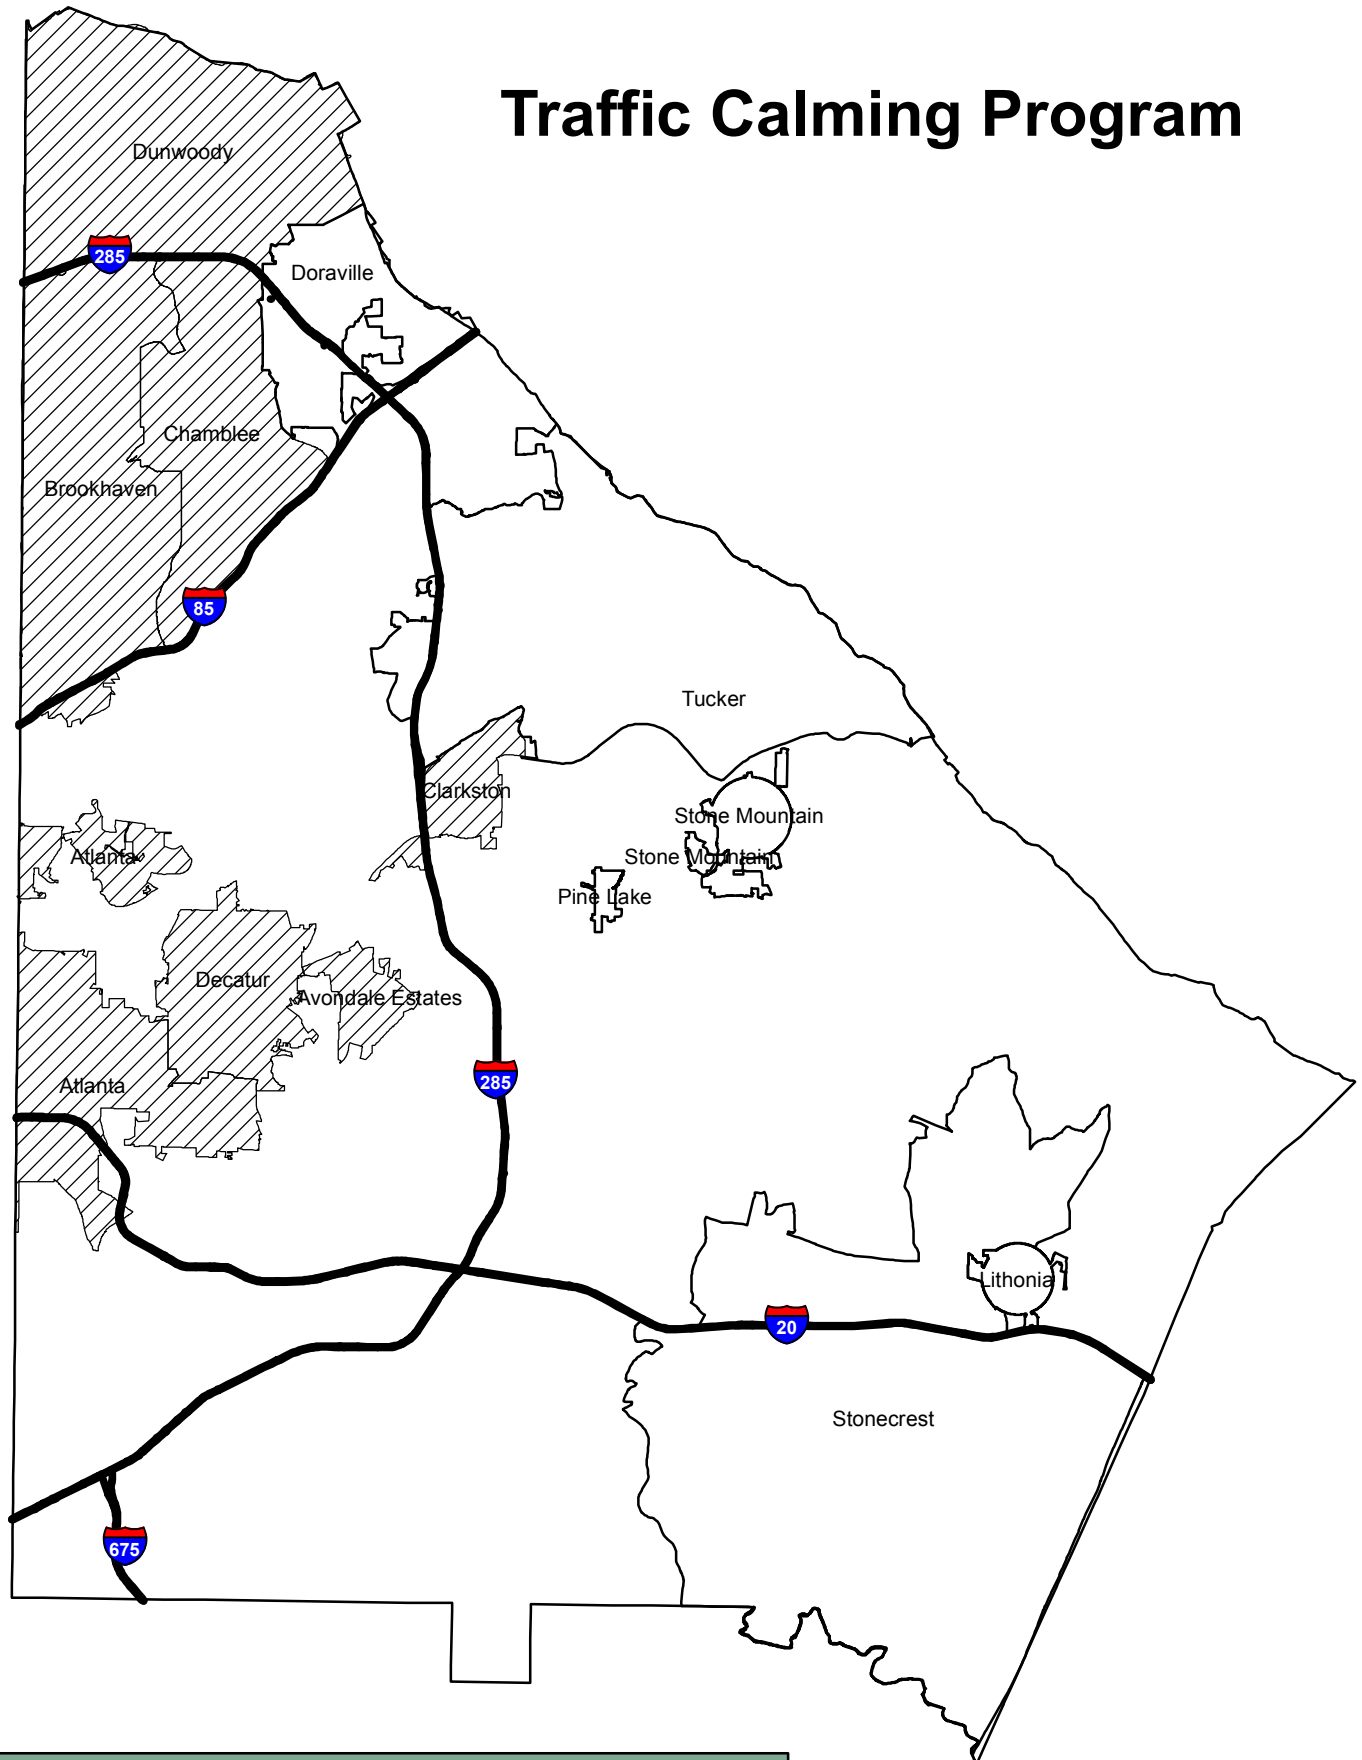 Traffic Calming Program
Dunwoody
285
Doraville
Chamblee
Brookhaven
85
Tucker
Clarkston
Stone Mountain
Atlanta
Stone Mountain
Pine Lake
Decatur
Avondale Estates
285
Atlanta
Lithonia
20
Stonecrest
675